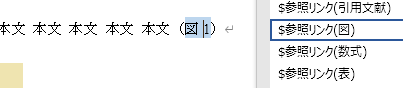 本文 本文 本文 本文 本文（図 1）↵
$参照リンク(引用文献)
$参照リンク(図)
$参照リンク(数式)
$参照リンク(表)